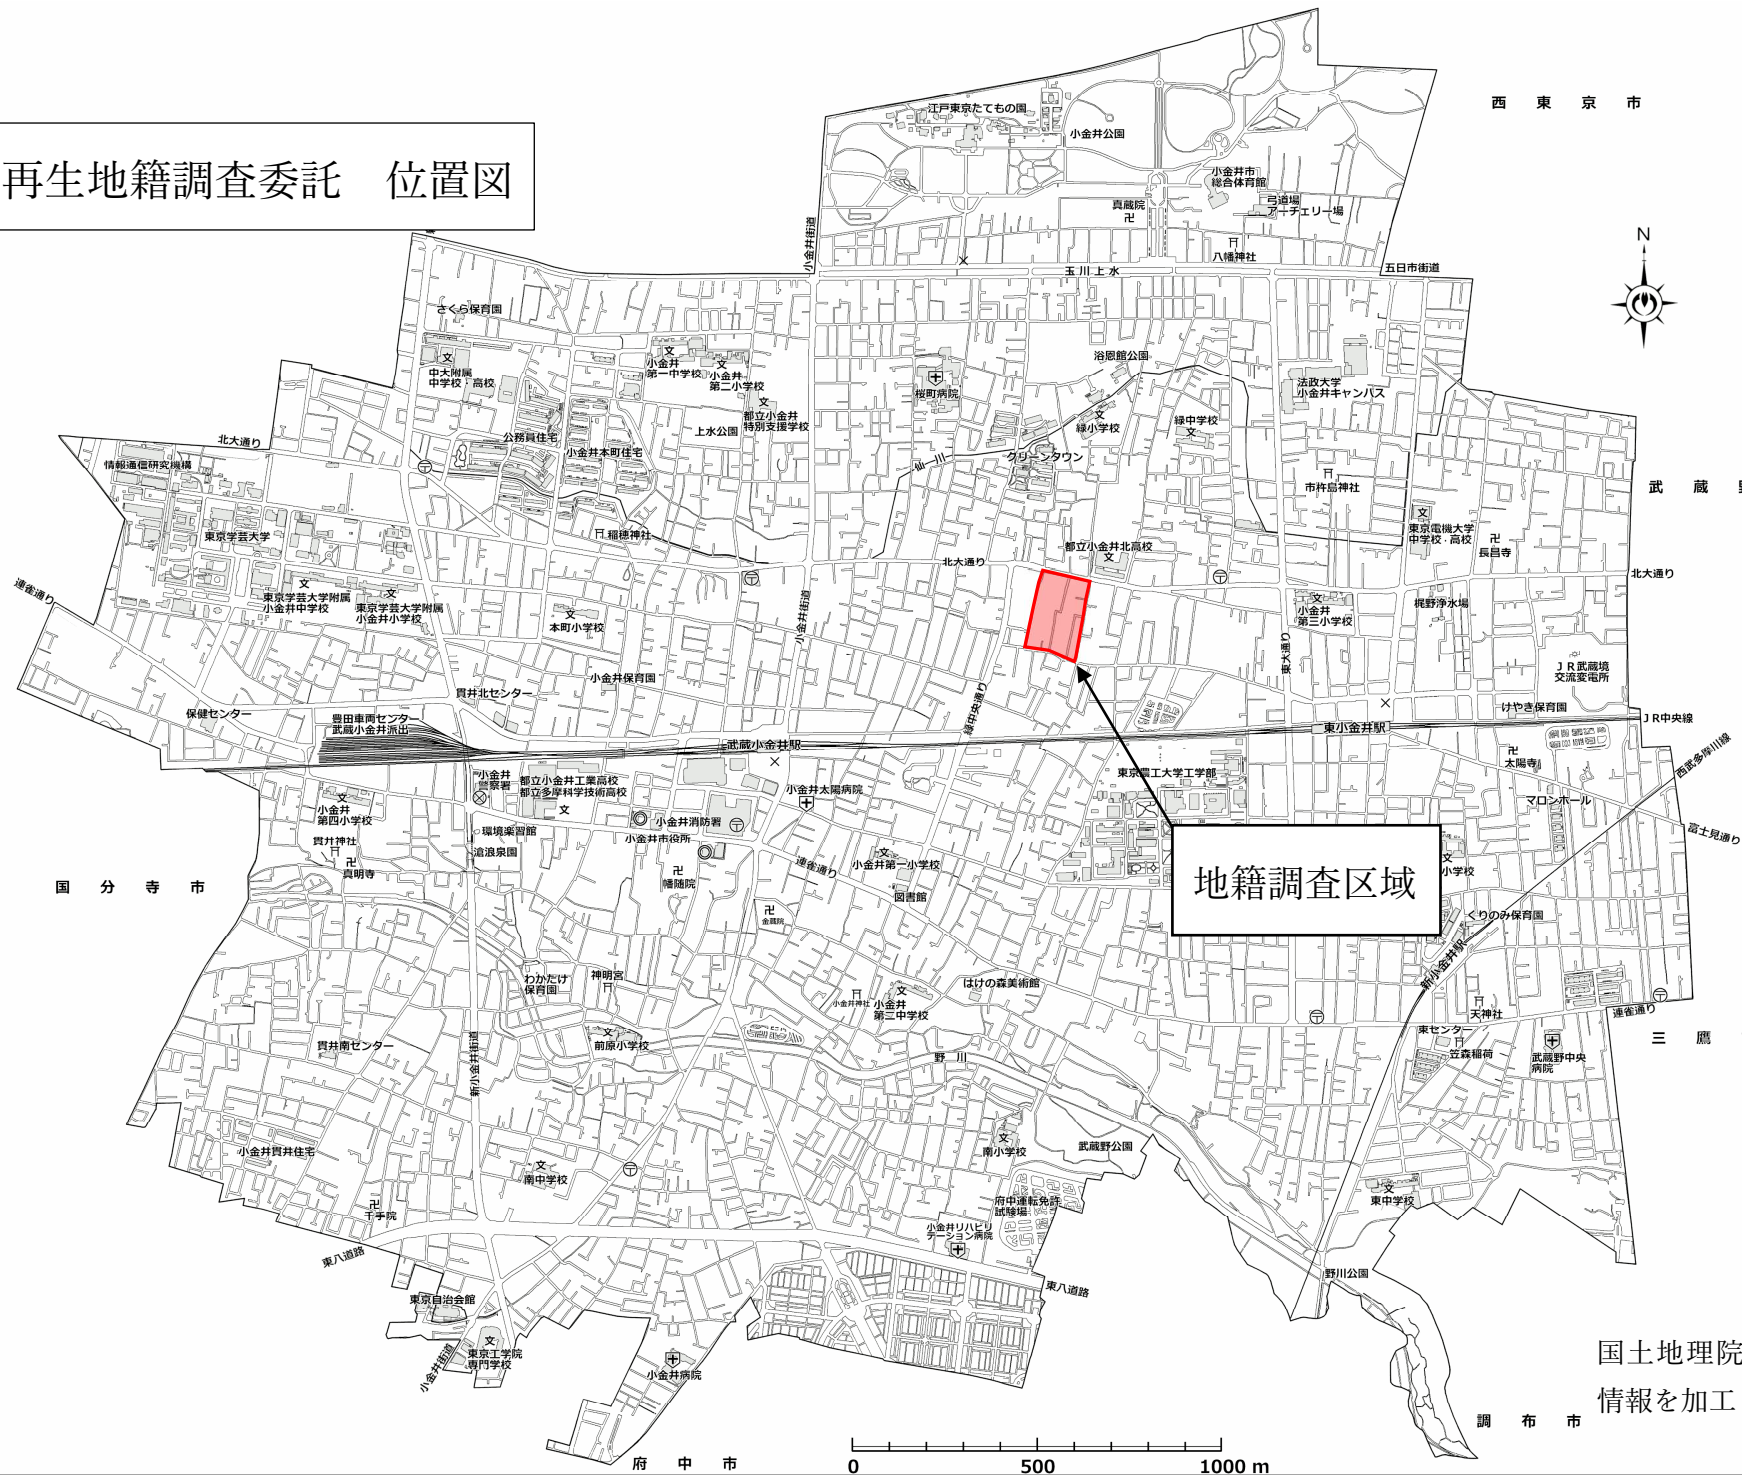 西東京市
江戸東京たてもの園
小金井公園
再生地籍調査委託 位置図
小金井市
総合体育館
弓道場
アーチェリー場
真蔵院
N
小金井街道
八幡神社
玉川上水
五日市街道
さくら保育園
浴恩館公園
小金井
第一中学校
小金井
第二小学校
中大附属
中学校・高校
桜町病院
法政大学
小金井キャンパス
都立小金井
特別支援学校
上水公園
緑小学校
緑中学校
公務員住宅
北大通り
小金井本町住宅
グリーンタウン
仙川
情報通信研究機構
市杵島神社
武蔵野
東京学芸大学
稲穂神社
東京電機大学
中学校・高校
長昌寺
都立小金井北高校
北大通り
北大通り
連雀通り
東京学芸大学附属
小金井中学校
東京学芸大学附属
小金井小学校
本町小学校
小金井街道
小金井
第三小学校
梶野浄水場
東大通り
JR武蔵境
交流変電所
小金井保育園
貫井北センター
緑中央通り
保健センター
豊田車両センター
武蔵小金井派出
けやき保育園
JR中央線
武蔵小金井駅
東小金井駅
西武多摩川線
太陽寺
小金井
警察署
都立小金井工業高校
都立多摩科学技術高校
東京農工大学工学部
小金井太陽病院
マロンホール
小金井
第四小学校
小金井消防署
環境楽習館
小金井市役所
富士見通り
貫井神社
滄浪泉園
真明寺
連雀通り
小金井第一小学校
小学校
地籍調査区域
国分寺市
幡随院
図書館
金蔵院
くりのみ保育園
新小金井駅
わかたけ
保育園
神明宮
はけの森美術館
小金井神社
小金井
第二中学校
天神社
連雀通り
東センター
笠森稲荷
武蔵野中央
病院
三鷹
貫井南センター
新小金井街道
前原小学校
野川
小金井貫井住宅
南小学校
武蔵野公園
南中学校
東中学校
千手院
府中運転免許
試験場
小金井リハビリ
テーション病院
東八道路
東八道路
野川公園
東京自治会館
小金井街道
東京工学院
専門学校
小金井病院
国土地理院
情報を加工
調布市
府中市
0 500 1000 m